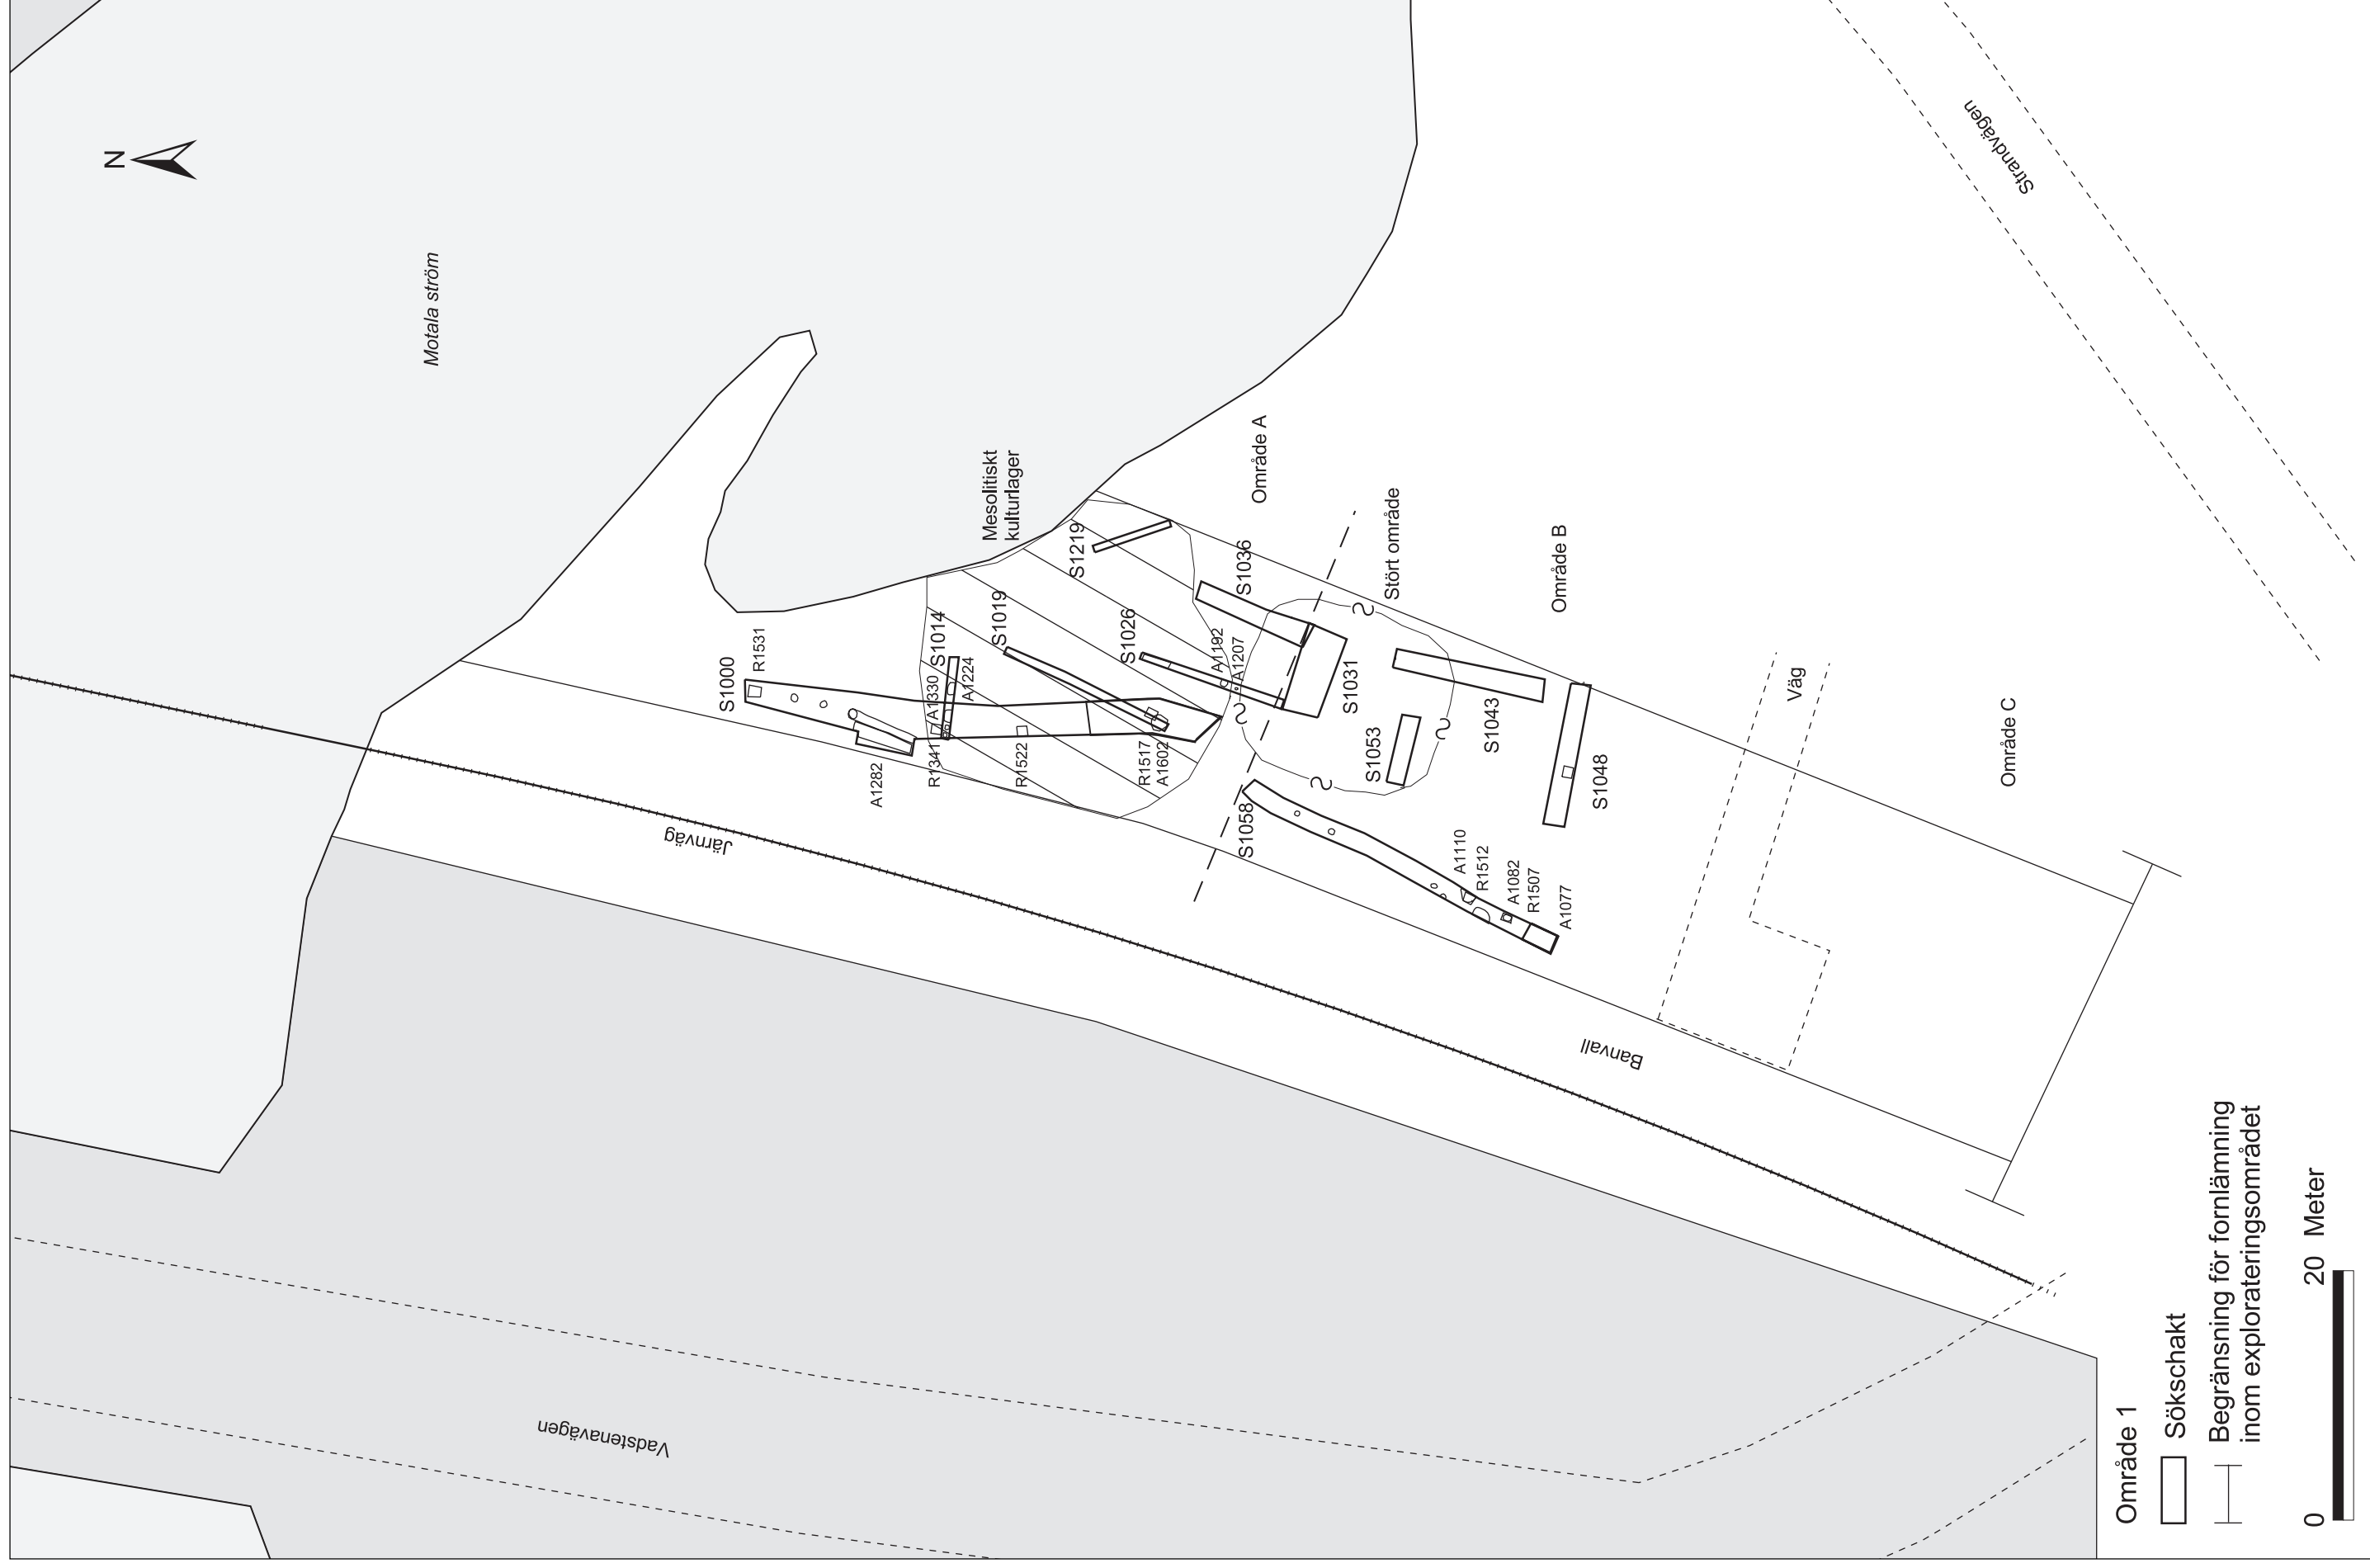 N
Motala ström
Strandvägen
Mesolitiskt
kulturlager
Område A
Stört område
Område B
Område C
Väg
Järnväg
Banvall
Vadstenavägen
S1000
R1531
S1014
A1330
A1224
S1019
S1026
S1219
S1036
A1192
A1207
S1031
A1282
R1341
R1522
R1517
A1602
S1058
S1053
S1043
S1048
A1110
R1512
A1082
R1507
A1077
Område 1
Sökschakt
Begränsning för fornlämning
inom explorateringsområdet
0 20 Meter